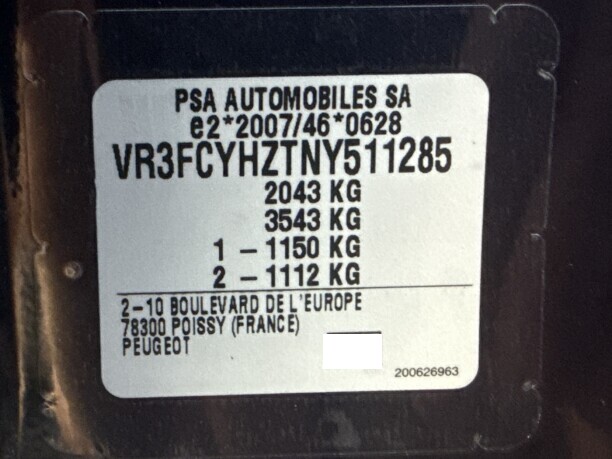 PSA AUTOMOBILES SA
e2*2007/46*0628
VR3FCYHZTNY511285
2043 KG
3543 KG
1 - 1150 KG
2 - 1112 KG
2-10 BOULEVARD DE L'EUROPE
78300 POISSY (FRANCE)
PEUGEOT
200626963